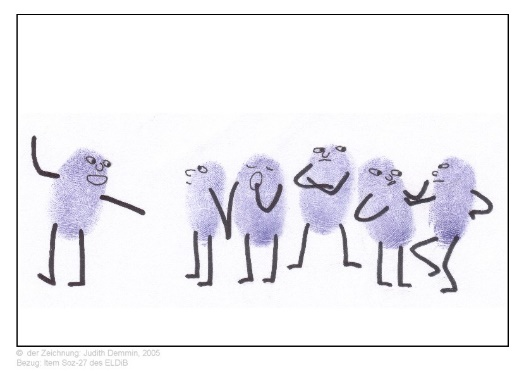 © der Zeichnung: Judith Demmin, 2005
Bezug: Item Soz-27 des ELDiB